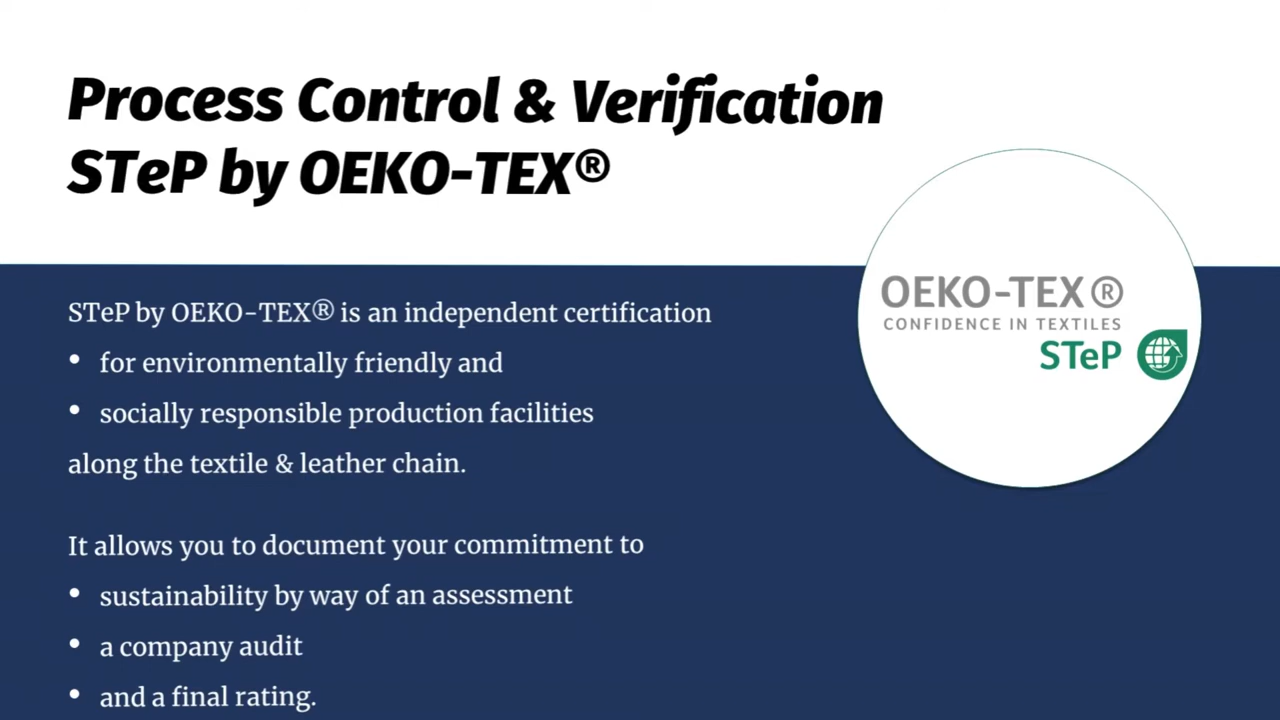 Process Control & Verification
STeP by OEKO-TEX®
OEKO-TEX®
CONFIDENCE IN TEXTILES
STeP
STeP by OEKO-TEX® is an independent certification
• for environmentally friendly and
• socially responsible production facilities
along the textile & leather chain.
It allows you to document your commitment to
• sustainability by way of an assessment
• a company audit
• and a final rating.